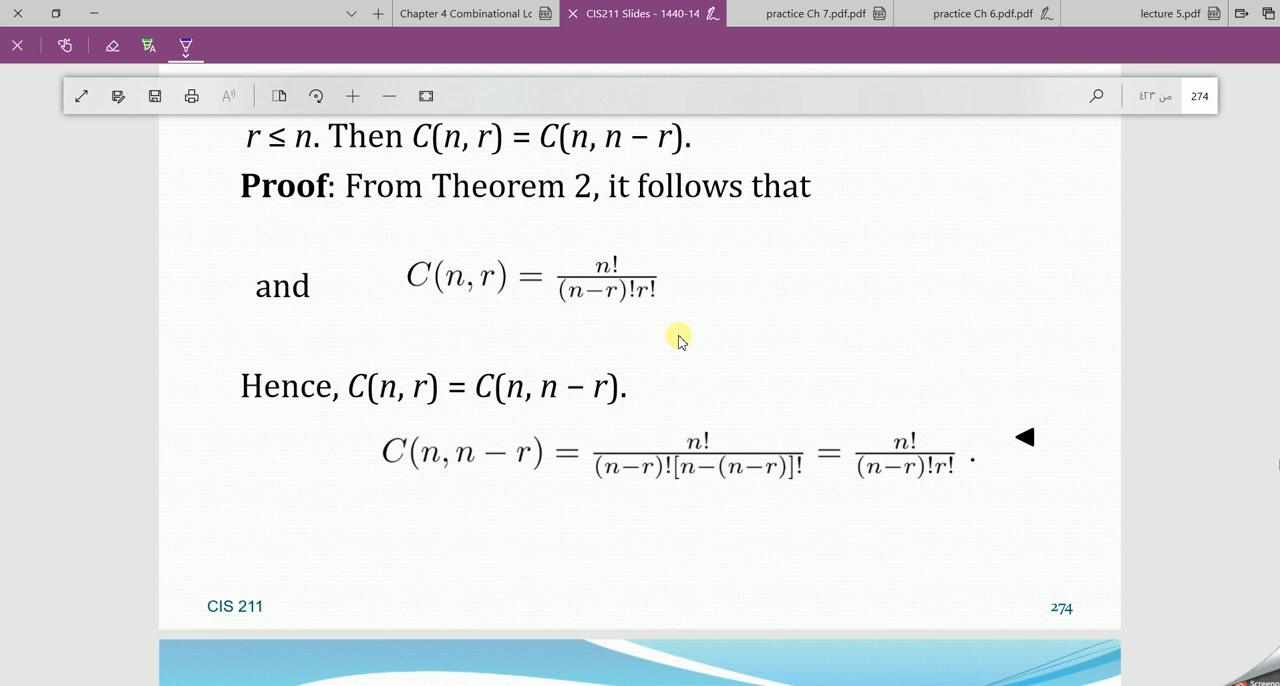 Chapter 4 Combinational Lc
CIS211 Slides - 1440-14
practice Ch 7.pdf.pdf
practice Ch 6.pdf.pdf
lecture 5.pdf
274
من ٤٢٣
r ≤ n. Then C(n, r) = C(n, n − r).
Proof: From Theorem 2, it follows that
and C(n, r) = n! / (n−r)!r!
Hence, C(n, r) = C(n, n − r).
C(n, n − r) = n! / (n−r)![n−(n−r)]! = n! / (n−r)!r! .
CIS 211
274